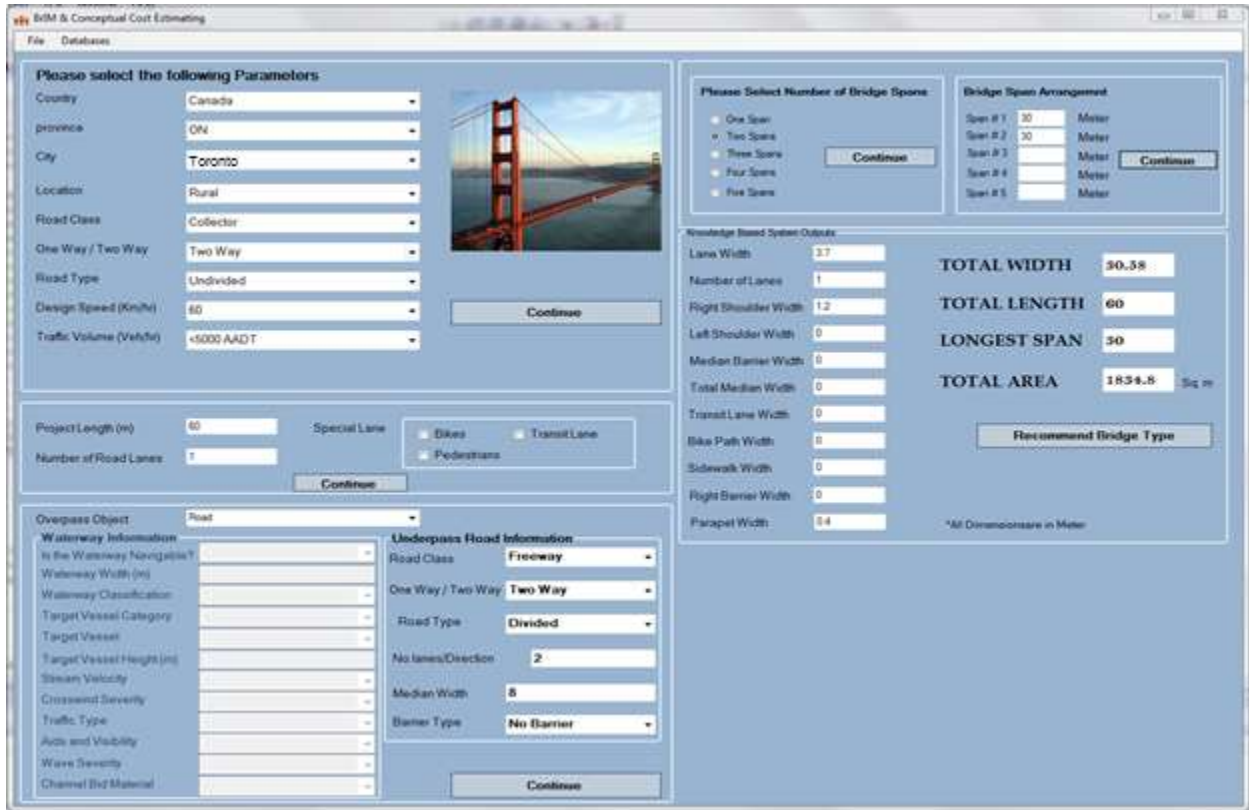 BrIM & Conceptual Cost Estimating
File Databases
Please select the following Parameters
Country Canada
province ON
City Toronto
Location Rural
Road Class Collector
One Way / Two Way Two Way
Road Type Undivided
Design Speed (Km/hr) 60
Traffic Volume (Veh/hr) <5000 AADT
Continue
Project Length (m) 60
Number of Road Lanes 1
Special Lane
Bikes Transit Lane
Pedestrians
Continue
Overpass Object Road
Waterway Information
Is the Waterway Navigable?
Waterway Width (m)
Waterway Classification
Target Vessel Category
Target Vessel
Target Vessel Height (m)
Stream Velocity
Crosswind Severity
Traffic Type
Aids and Visibility
Wave Severity
Channel Bid Material
Underpass Road Information
Road Class Freeway
One Way / Two Way Two Way
Road Type Divided
No lanes/Direction 2
Median Width 8
Barrier Type No Barrier
Continue
Please Select Number of Bridge Spans
One Span
Two Spans
Three Spans
Four Spans
Five Spans
Continue
Bridge Span Arrangemnt
Span # 1 30 Meter
Span # 2 30 Meter
Span # 3 Meter
Span # 4 Meter
Span # 5 Meter
Continue
Knowledge Based System Outputs
Lane Width 3.7
Number of Lanes 1
Right Shoulder Width 1.2
Left Shoulder Width 0
Median Barrier Width 0
Total Median Width 0
Transit Lane Width 0
Bike Path Width 0
Sidewalk Width 0
Right Barrier Width 0
Parapet Width 0.4
TOTAL WIDTH 30.58
TOTAL LENGTH 60
LONGEST SPAN 30
TOTAL AREA 1834.8 Sq. m
Recommend Bridge Type
*All Dimensionsare in Meter